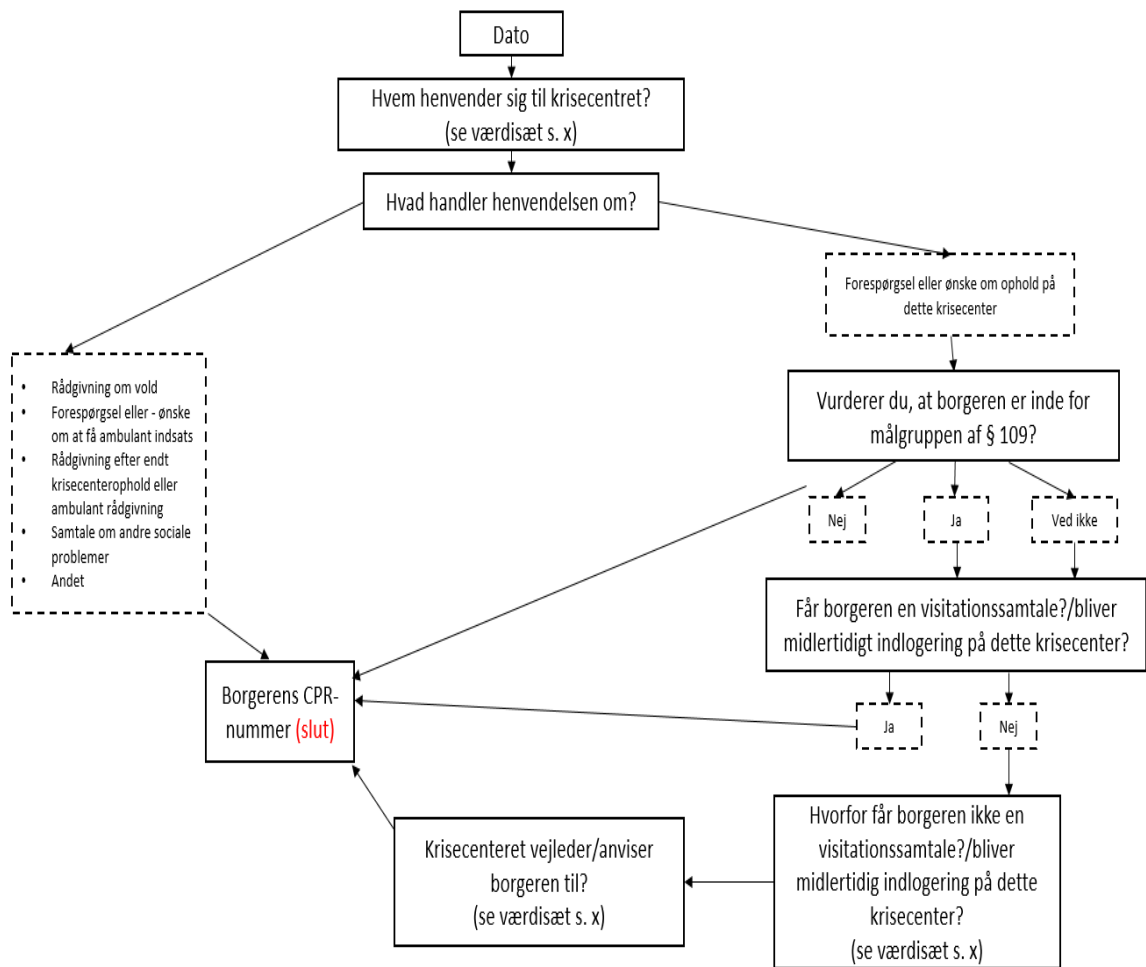 Dato
Hvem henvender sig til krisecentret?
(se værdisæt s. x)
Hvad handler henvendelsen om?
Forespørgsel eller ønske om ophold på
dette krisecenter
• Rådgivning om vold
• Forespørgsel eller - ønske
om at få ambulant indsats
• Rådgivning efter endt
krisecenterophold eller
ambulant rådgivning
• Samtale om andre sociale
problemer
• Andet
Vurderer du, at borgeren er inde for
målgruppen af § 109?
Nej
Ja
Ved ikke
Får borgeren en visitationssamtale?/bliver
midlertidigt indlogering på dette krisecenter?
Ja
Nej
Borgerens CPR-
nummer (slut)
Hvorfor får borgeren ikke en
visitationssamtale?/bliver
midlertidig indlogering på dette
krisecenter?
(se værdisæt s. x)
Krisecenteret vejleder/anviser
borgeren til?
(se værdisæt s. x)